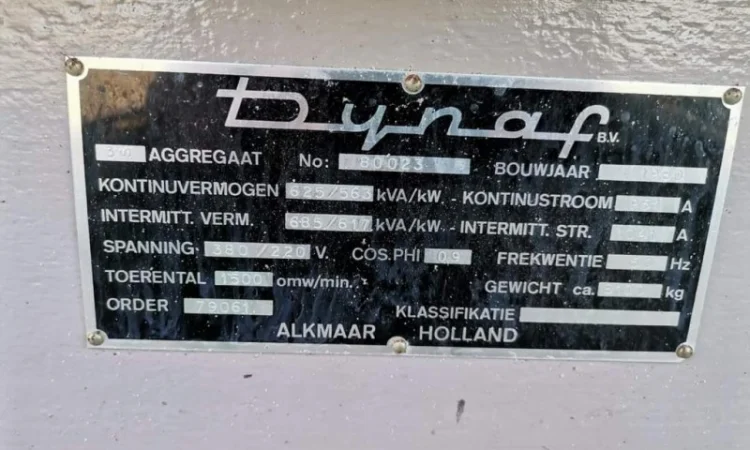 Dynaf B.V.
AGGREGAAT No: 80023 BOUWJAAR
KONTINUVERMOGEN 625/563 kVA/kW - KONTINUSTROOM A
INTERMITT. VERM. 685/617 kVA/kW - INTERMITT. STR. A
SPANNING 380/220 V. COS.PHI 0.9 FREKWENTIE Hz
TOERENTAL 1500 omw/min. GEWICHT ca. kg
ORDER 79061 KLASSIFIKATIE
ALKMAAR HOLLAND